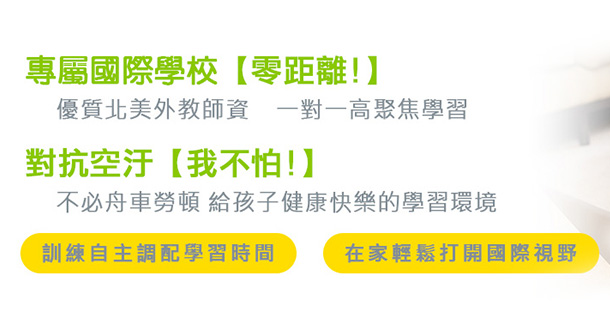 專屬國際學校【零距離!】
優質北美外教師資　一對一高聚焦學習
對抗空汙【我不怕!】
不必舟車勞頓 給孩子健康快樂的學習環境
訓練自主調配學習時間
在家輕鬆打開國際視野